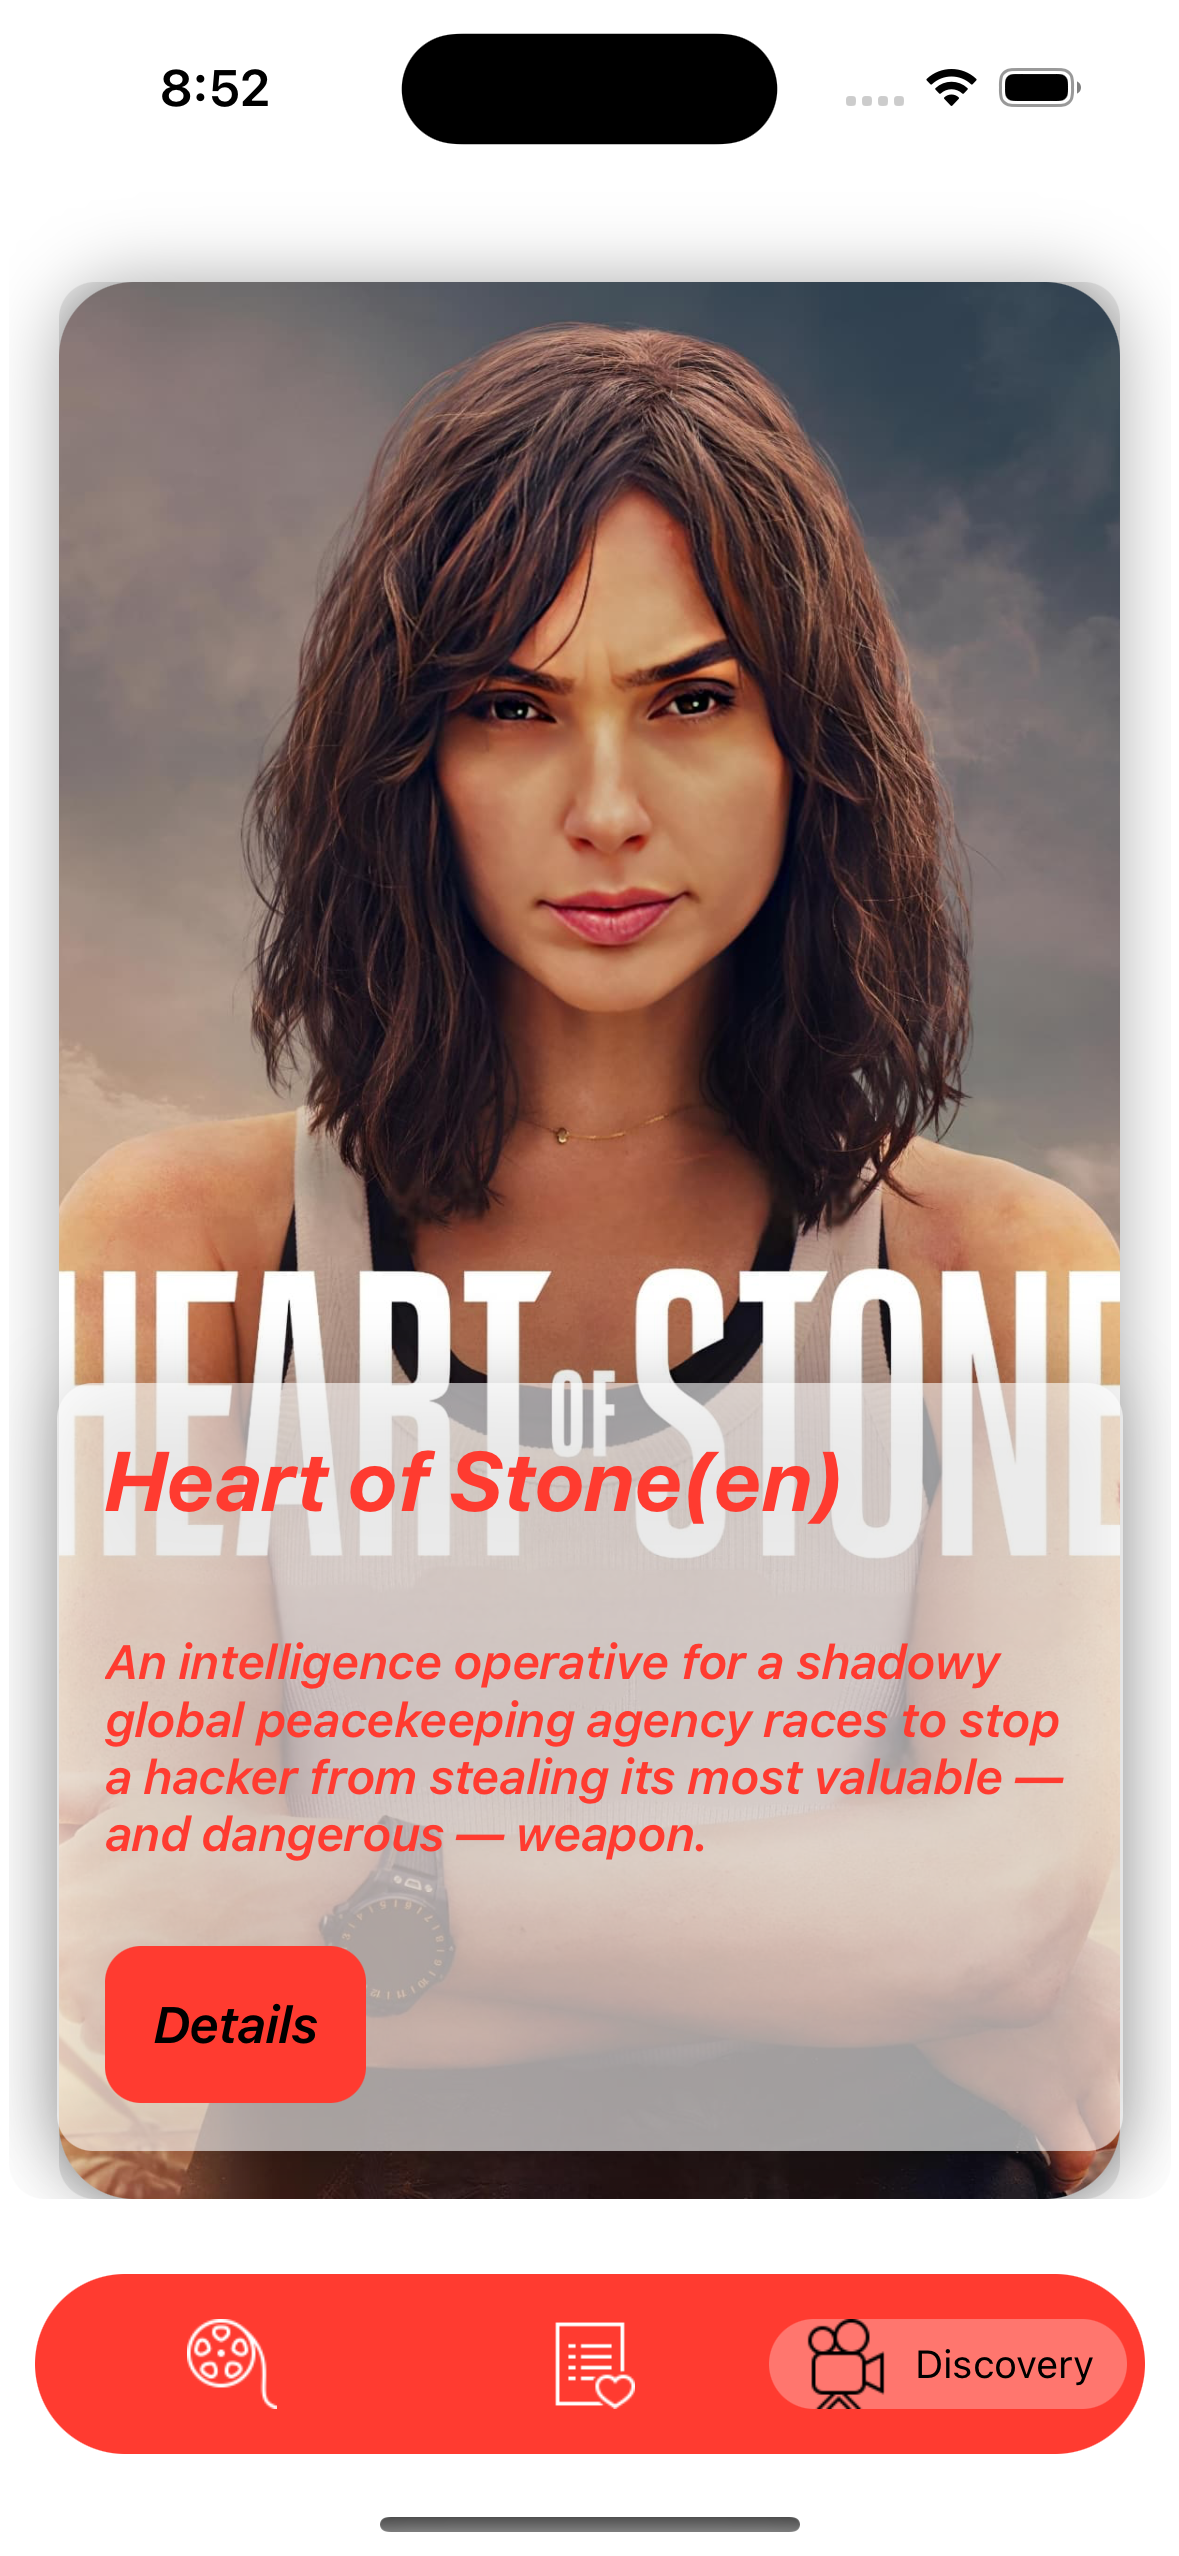 8:52
HEART OF STONE
Heart of Stone(en)
An intelligence operative for a shadowy
global peacekeeping agency races to stop
a hacker from stealing its most valuable —
and dangerous — weapon.
Details
Discovery